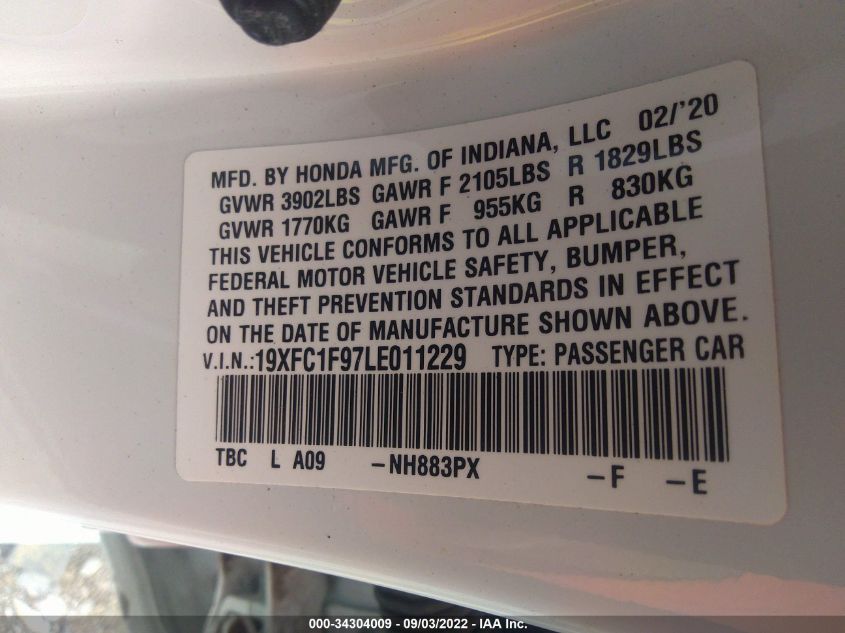 MFD. BY HONDA MFG. OF INDIANA, LLC 02/'20
GVWR 3902LBS GAWR F 2105LBS R 1829LBS
GVWR 1770KG GAWR F 955KG R 830KG
THIS VEHICLE CONFORMS TO ALL APPLICABLE
FEDERAL MOTOR VEHICLE SAFETY, BUMPER,
AND THEFT PREVENTION STANDARDS IN EFFECT
ON THE DATE OF MANUFACTURE SHOWN ABOVE.
V.I.N.:19XFC1F97LE011229 TYPE: PASSENGER CAR
TBC L A09 -NH883PX -F -E
000-34304009 - 09/03/2022 - IAA Inc.